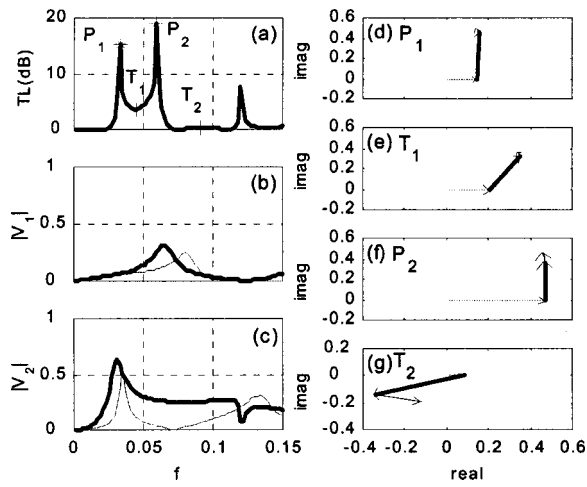 TL(dB)
20
10
0
P1
P2
T1
T2
(a)
|V1|
1
0.5
0
(b)
|V2|
1
0.5
0
(c)
0
0.05
0.10
0.15
f
imag
0.6
0.4
0.2
0
-0.2
(d) P1
imag
0.6
0.4
0.2
0
-0.2
(e) T1
imag
0.6
0.4
0.2
0
-0.2
(f) P2
imag
0.2
0
-0.2
-0.4
(g) T2
-0.4
-0.2
0
0.2
0.4
0.6
real